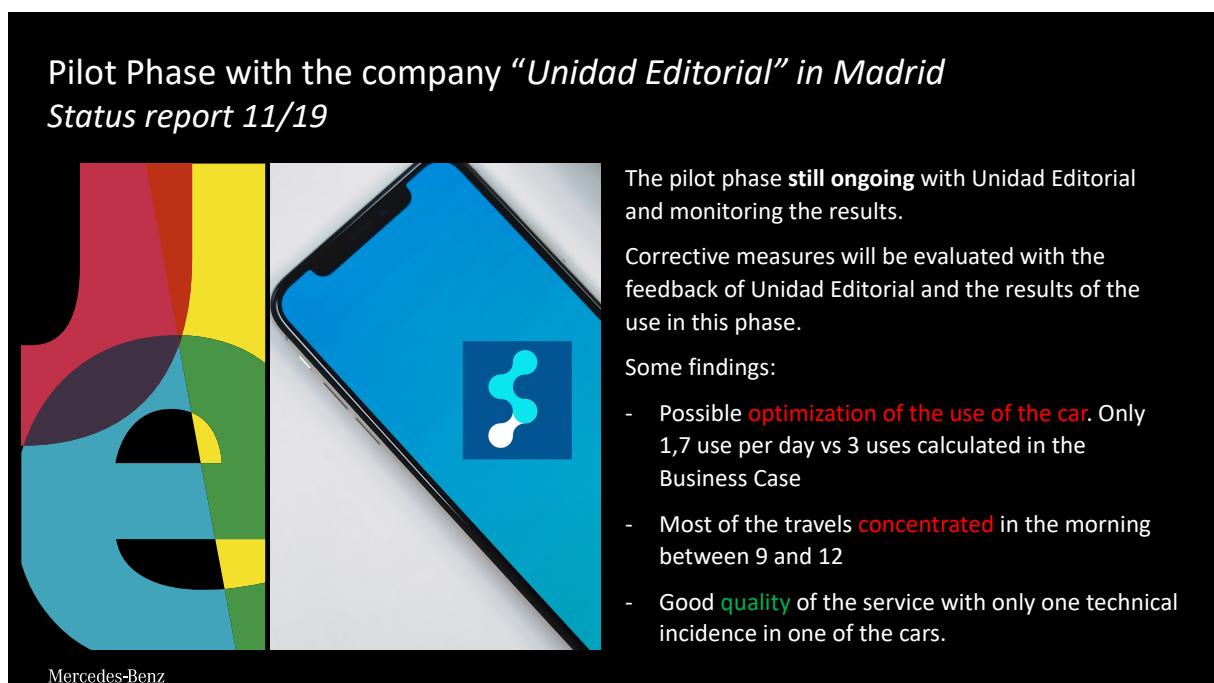 Pilot Phase with the company “Unidad Editorial” in Madrid
Status report 11/19
The pilot phase still ongoing with Unidad Editorial
and monitoring the results.
Corrective measures will be evaluated with the
feedback of Unidad Editorial and the results of the
use in this phase.
Some findings:
- Possible optimization of the use of the car. Only
1,7 use per day vs 3 uses calculated in the
Business Case
- Most of the travels concentrated in the morning
between 9 and 12
- Good quality of the service with only one technical
incidence in one of the cars.
Mercedes-Benz